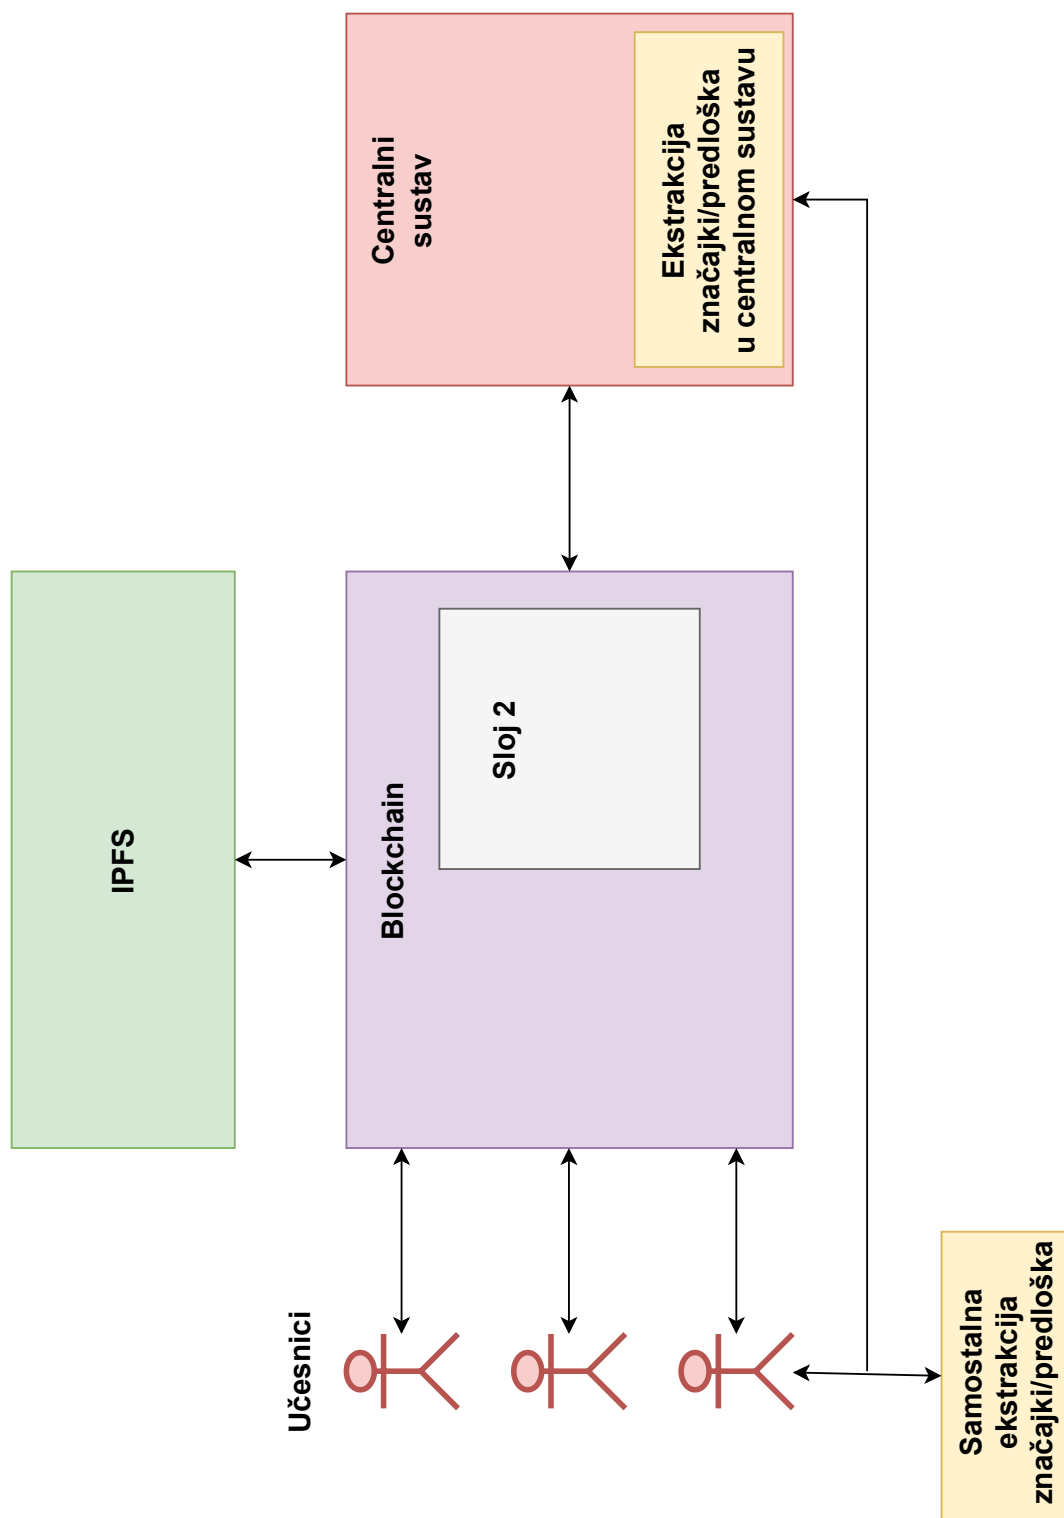 IPFS
Učesnici
Blockchain
Sloj 2
Centralni
sustav
Ekstrakcija
značajki/predloška
u centralnom sustavu
Samostalna
ekstrakcija
značajki/predloška